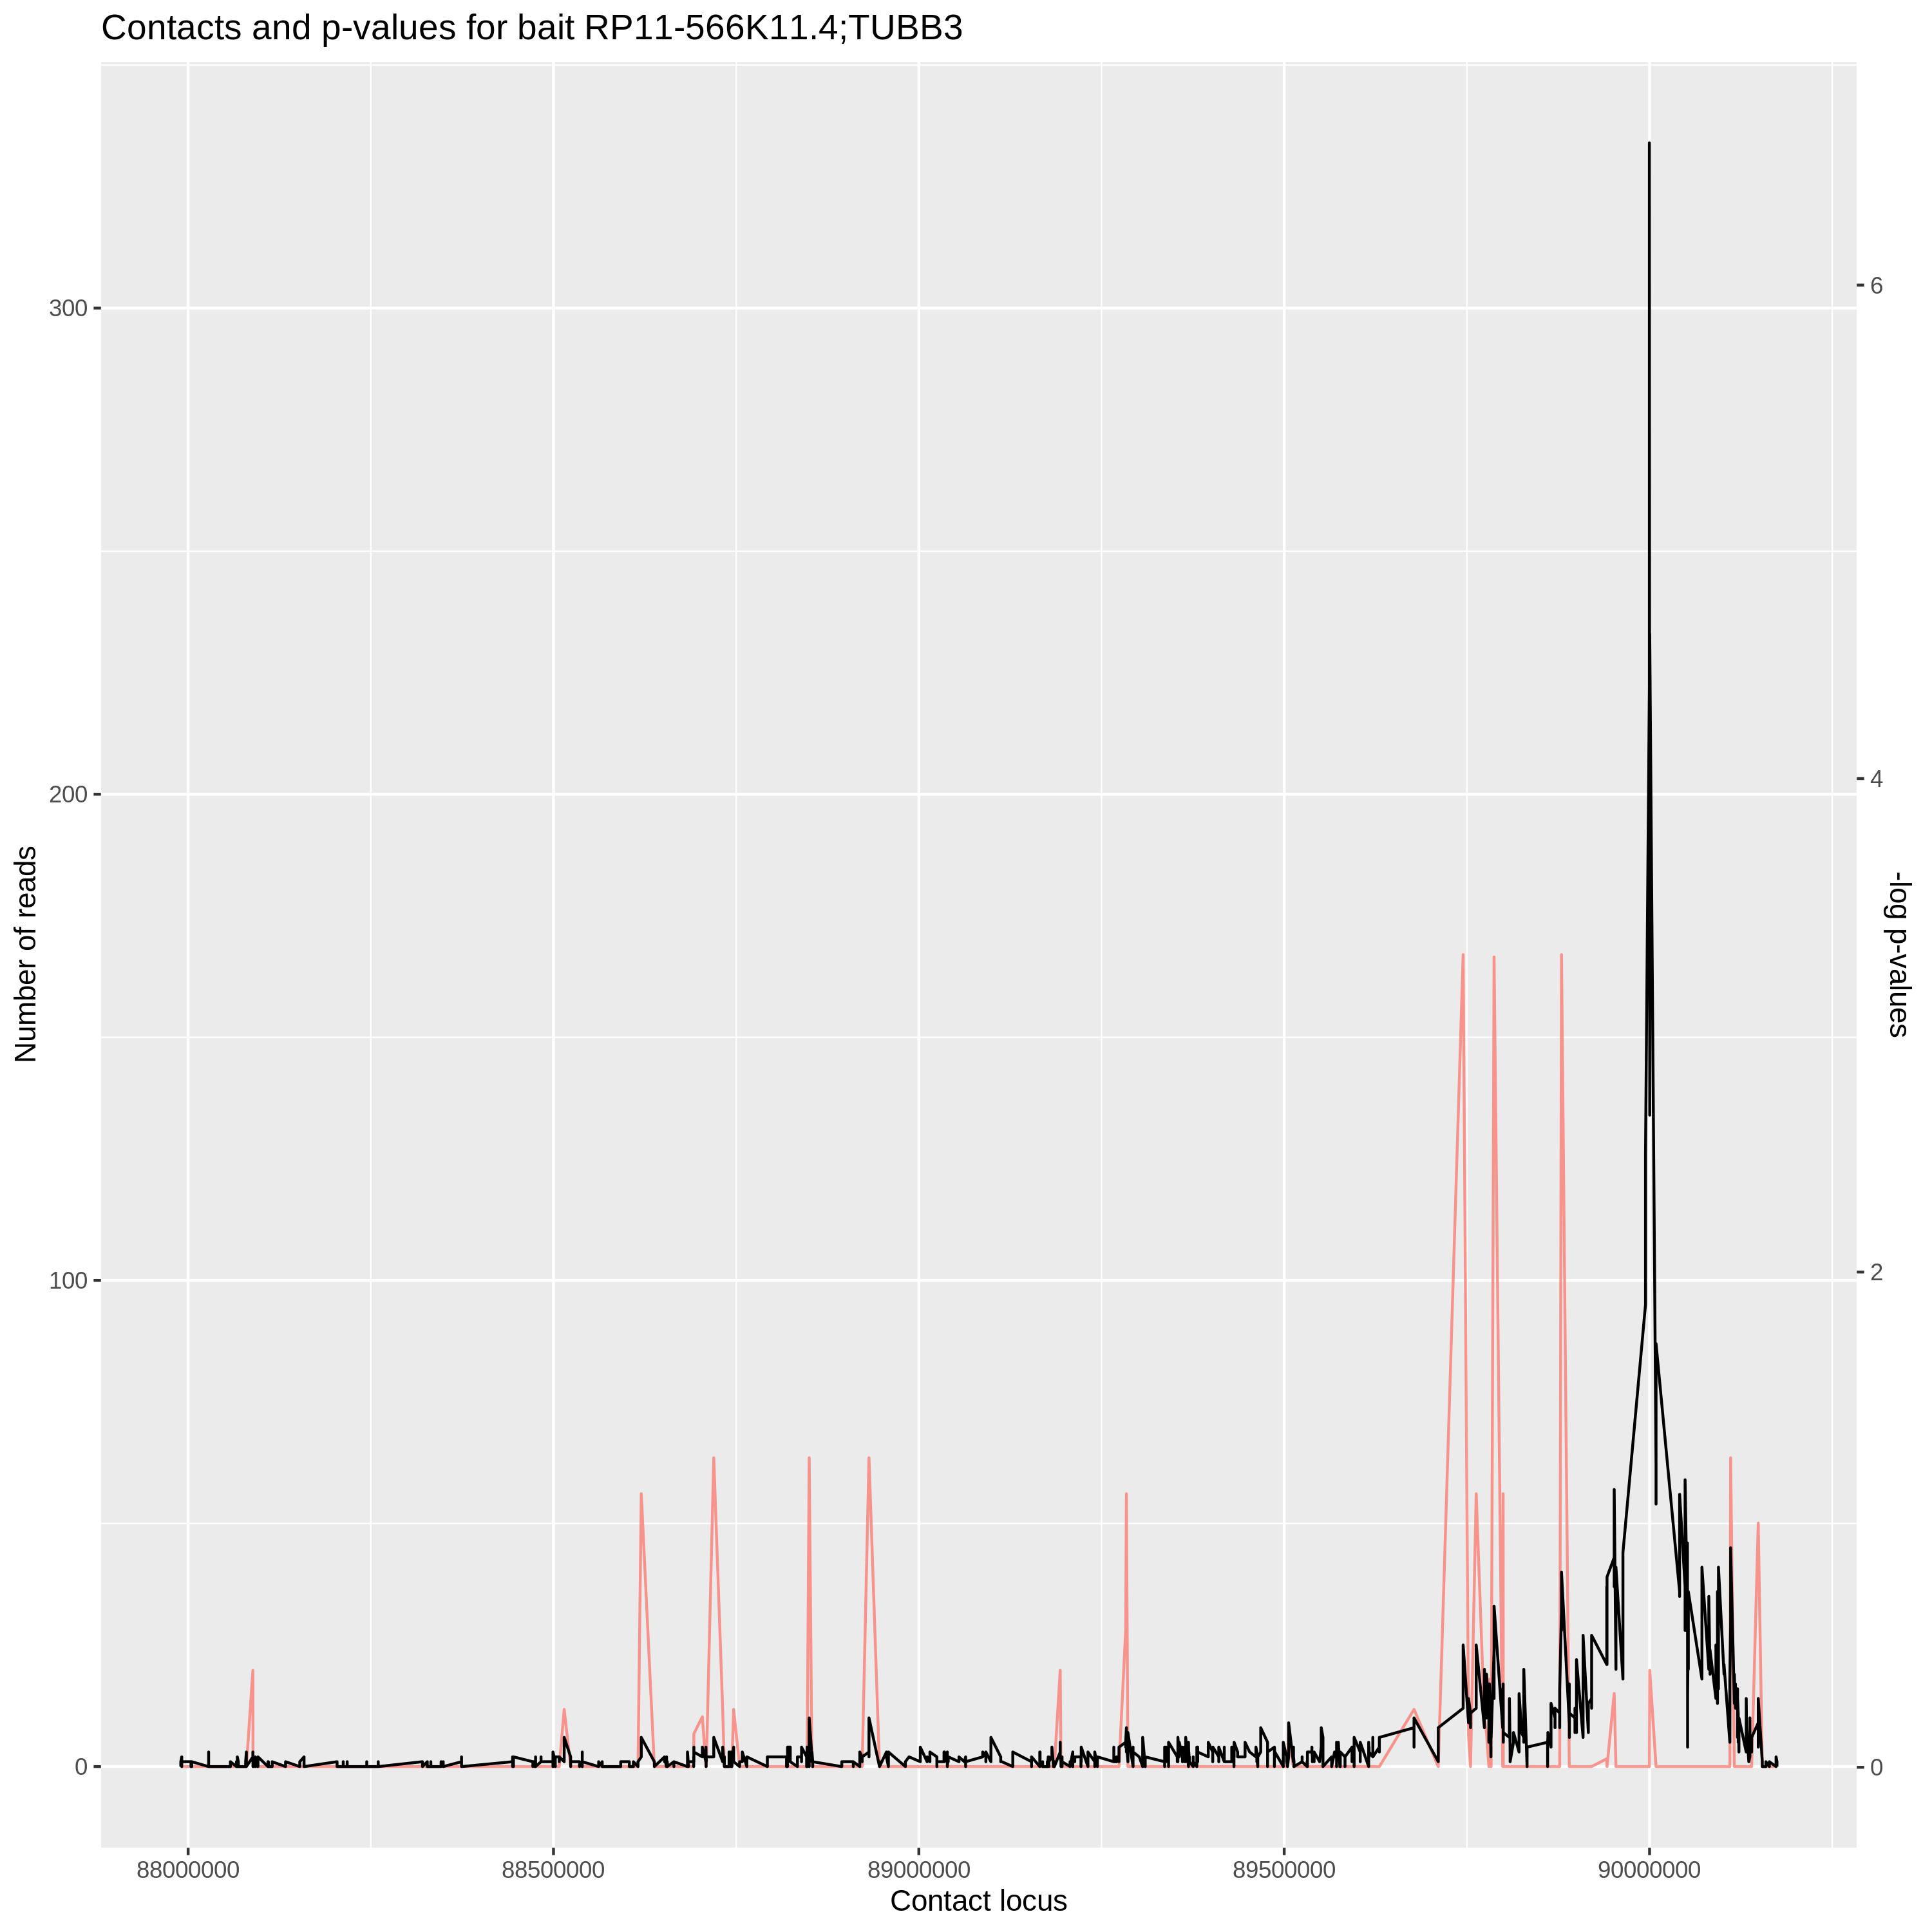 Contacts and p-values for bait RP11-566K11.4;TUBB3
Number of reads
300
200
100
0
6
4
2
0
-log p-values
88000000 88500000 89000000 89500000 90000000
Contact locus